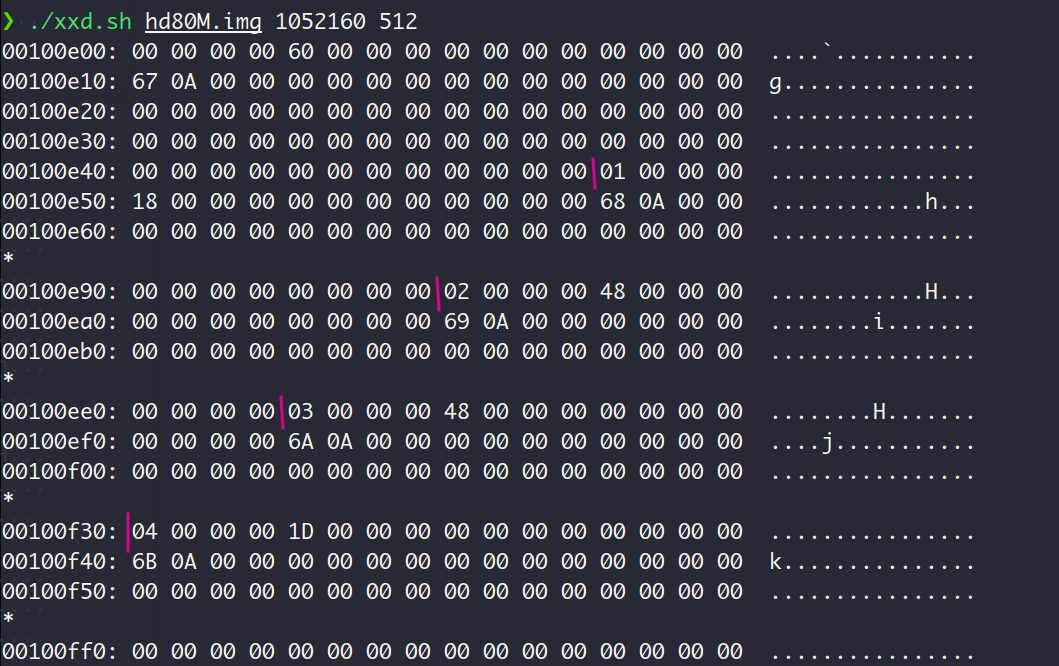 ❯ ./xxd.sh hd80M.img 1052160 512
00100e00: 00 00 00 00 60 00 00 00 00 00 00 00 00 00 00 00  ....`...........
00100e10: 67 0A 00 00 00 00 00 00 00 00 00 00 00 00 00 00  g...............
00100e20: 00 00 00 00 00 00 00 00 00 00 00 00 00 00 00 00  ................
00100e30: 00 00 00 00 00 00 00 00 00 00 00 00 00 00 00 00  ................
00100e40: 00 00 00 00 00 00 00 00 00 00 00 00 01 00 00 00  ................
00100e50: 18 00 00 00 00 00 00 00 00 00 00 00 68 0A 00 00  ............h...
00100e60: 00 00 00 00 00 00 00 00 00 00 00 00 00 00 00 00  ................
*
00100e90: 00 00 00 00 00 00 00 00 02 00 00 00 48 00 00 00  ............H...
00100ea0: 00 00 00 00 00 00 00 00 69 0A 00 00 00 00 00 00  ........i.......
00100eb0: 00 00 00 00 00 00 00 00 00 00 00 00 00 00 00 00  ................
*
00100ee0: 00 00 00 00 03 00 00 00 48 00 00 00 00 00 00 00  ........H.......
00100ef0: 00 00 00 00 6A 0A 00 00 00 00 00 00 00 00 00 00  ....j...........
00100f00: 00 00 00 00 00 00 00 00 00 00 00 00 00 00 00 00  ................
*
00100f30: 04 00 00 00 1D 00 00 00 00 00 00 00 00 00 00 00  ................
00100f40: 6B 0A 00 00 00 00 00 00 00 00 00 00 00 00 00 00  k...............
00100f50: 00 00 00 00 00 00 00 00 00 00 00 00 00 00 00 00  ................
*
00100ff0: 00 00 00 00 00 00 00 00 00 00 00 00 00 00 00 00  ................